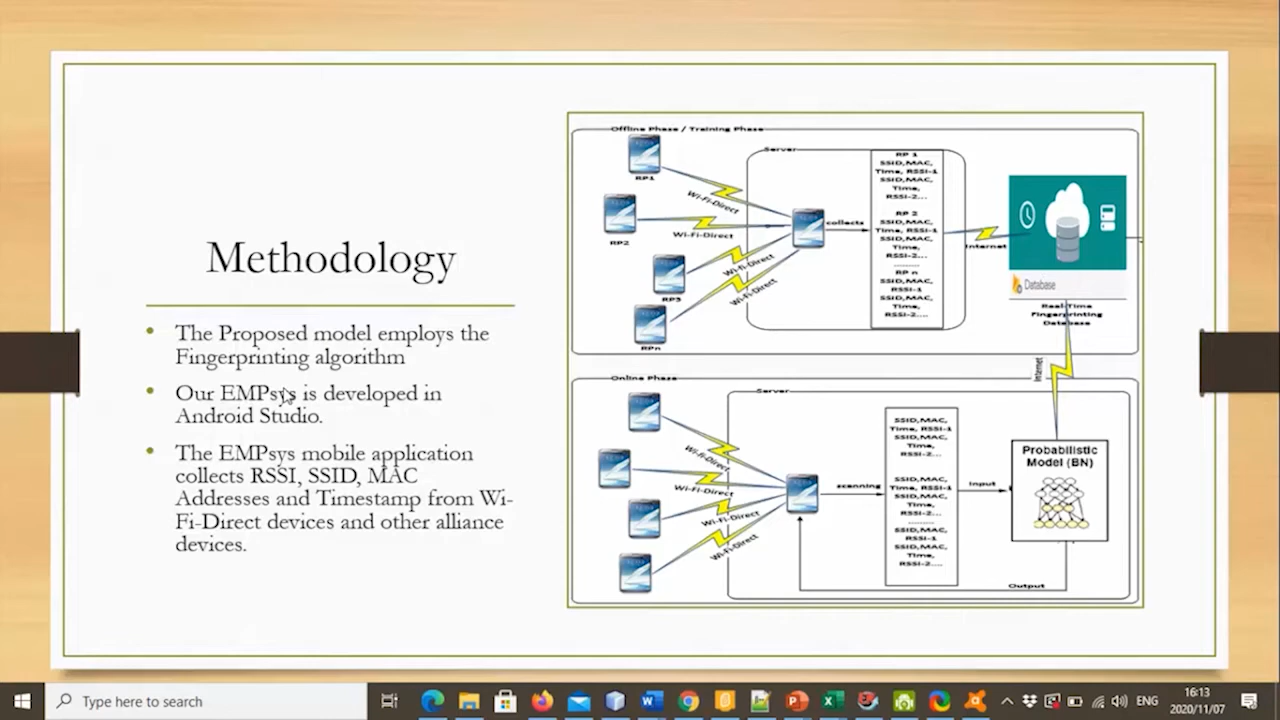 Methodology
The Proposed model employs the
Fingerprinting algorithm
Our EMPsys is developed in
Android Studio.
The EMPsys mobile application
collects RSSI, SSID, MAC
Addresses and Timestamp from Wi-
Fi-Direct devices and other alliance
devices.
Offline Phase / Training Phase
Server
RP1
RP2
RP3
RPn
Wi-Fi-Direct
Wi-Fi-Direct
Wi-Fi-Direct
Wi-Fi-Direct
collects
RP 1
SSID,MAC,
Time, RSSI-1
SSID,MAC,
Time,
RSSI-2...
RP 2
SSID,MAC,
Time, RSSI-1
SSID,MAC,
Time,
RSSI-2...
.........
RP n
SSID,MAC,
RSSI-1
SSID,MAC,
Time,
RSSI-2....
Internet
Database
Real-Time
Fingerprinting
Database
Internet
Online Phase
Server
Wi-Fi-Direct
Wi-Fi-Direct
Wi-Fi-Direct
Wi-Fi-Direct
scanning
SSID,MAC,
Time, RSSI-1
SSID,MAC,
Time,
RSSI-2...
SSID,MAC,
Time, RSSI-1
SSID,MAC,
Time,
RSSI-2...
.........
SSID,MAC,
RSSI-1
SSID,MAC,
Time,
RSSI-2....
Input
Probabilistic
Model (BN)
Output
Type here to search
ENG
16:13
2020/11/07